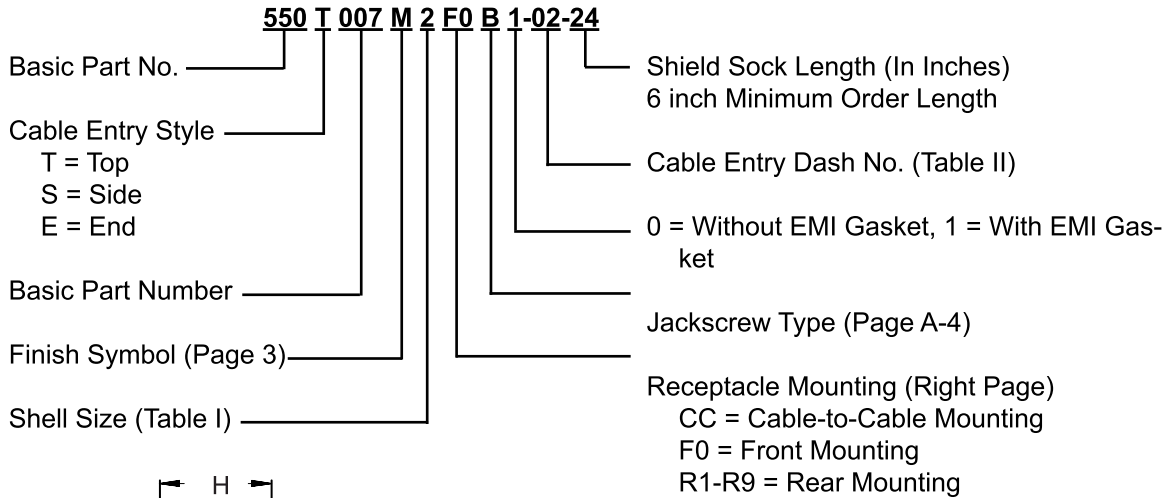 550 T 007 M 2 F0 B 1-02-24
Basic Part No.
Cable Entry Style
T = Top
S = Side
E = End
Basic Part Number
Finish Symbol (Page 3)
Shell Size (Table I)
H
Shield Sock Length (In Inches)
6 inch Minimum Order Length
Cable Entry Dash No. (Table II)
0 = Without EMI Gasket, 1 = With EMI Gas-
ket
Jackscrew Type (Page A-4)
Receptacle Mounting (Right Page)
CC = Cable-to-Cable Mounting
F0 = Front Mounting
R1-R9 = Rear Mounting